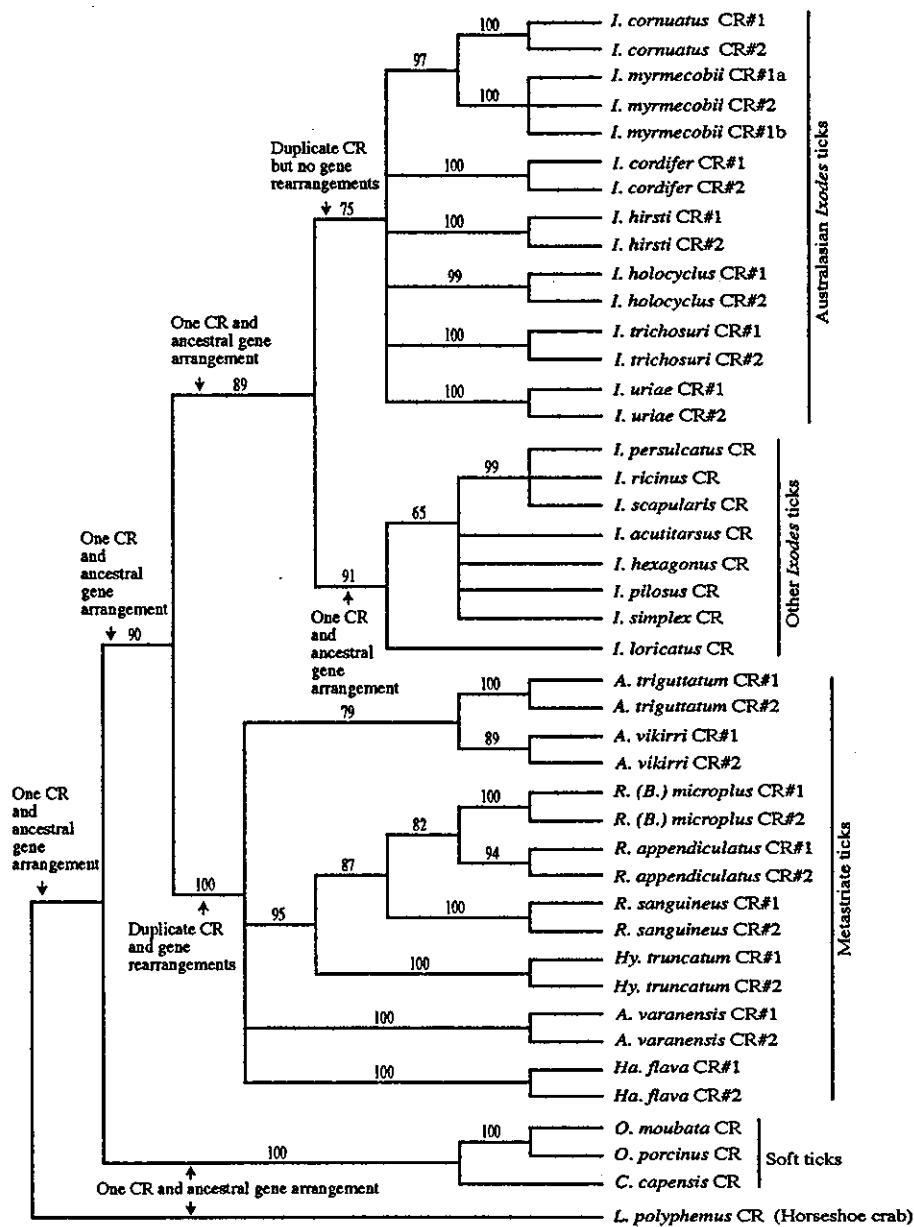 I. cornuatus CR#1
I. cornuatus CR#2
I. myrmecobii CR#1a
I. myrmecobii CR#2
I. myrmecobii CR#1b
I. cordifer CR#1
I. cordifer CR#2
I. hirsti CR#1
I. hirsti CR#2
I. holocyclus CR#1
I. holocyclus CR#2
I. trichosuri CR#1
I. trichosuri CR#2
I. uriae CR#1
I. uriae CR#2
Australasian Ixodes ticks
I. persulcatus CR
I. ricinus CR
I. scapularis CR
I. acutitarsus CR
I. hexagonus CR
I. pilosus CR
I. simplex CR
I. loricatus CR
Other Ixodes ticks
A. triguttatum CR#1
A. triguttatum CR#2
A. vikirri CR#1
A. vikirri CR#2
R. (B.) microplus CR#1
R. (B.) microplus CR#2
R. appendiculatus CR#1
R. appendiculatus CR#2
R. sanguineus CR#1
R. sanguineus CR#2
Hy. truncatum CR#1
Hy. truncatum CR#2
A. varanensis CR#1
A. varanensis CR#2
Ha. flava CR#1
Ha. flava CR#2
Metastriate ticks
O. moubata CR
O. porcinus CR
C. capensis CR
Soft ticks
L. polyphemus CR (Horseshoe crab)
100
97
100
Duplicate CR
but no gene
rearrangements
75
100
100
99
100
100
One CR and
ancestral gene
arrangement
89
99
65
91
One CR
and
ancestral
gene
arrangement
One CR
and
ancestral
gene
arrangement
90
100
79
89
100
82
94
87
100
95
100
100
100
One CR
and
ancestral
gene
arrangement
100
Duplicate CR
and gene
rearrangements
100
100
One CR and ancestral gene arrangement